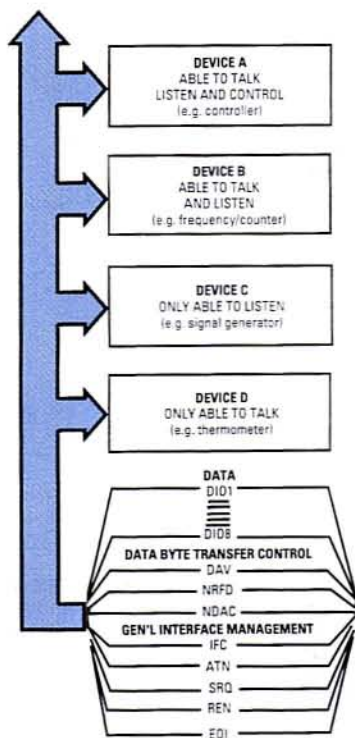 DEVICE A
ABLE TO TALK
LISTEN AND CONTROL
(e.g. controller)
DEVICE B
ABLE TO TALK
AND LISTEN
(e.g. frequency/counter)
DEVICE C
ONLY ABLE TO LISTEN
(e.g. signal generator)
DEVICE D
ONLY ABLE TO TALK
(e.g. thermometer)
DATA
DIO1
DIO8
DATA BYTE TRANSFER CONTROL
DAV
NRFD
NDAC
GEN'L INTERFACE MANAGEMENT
IFC
ATN
SRQ
REN
EOI